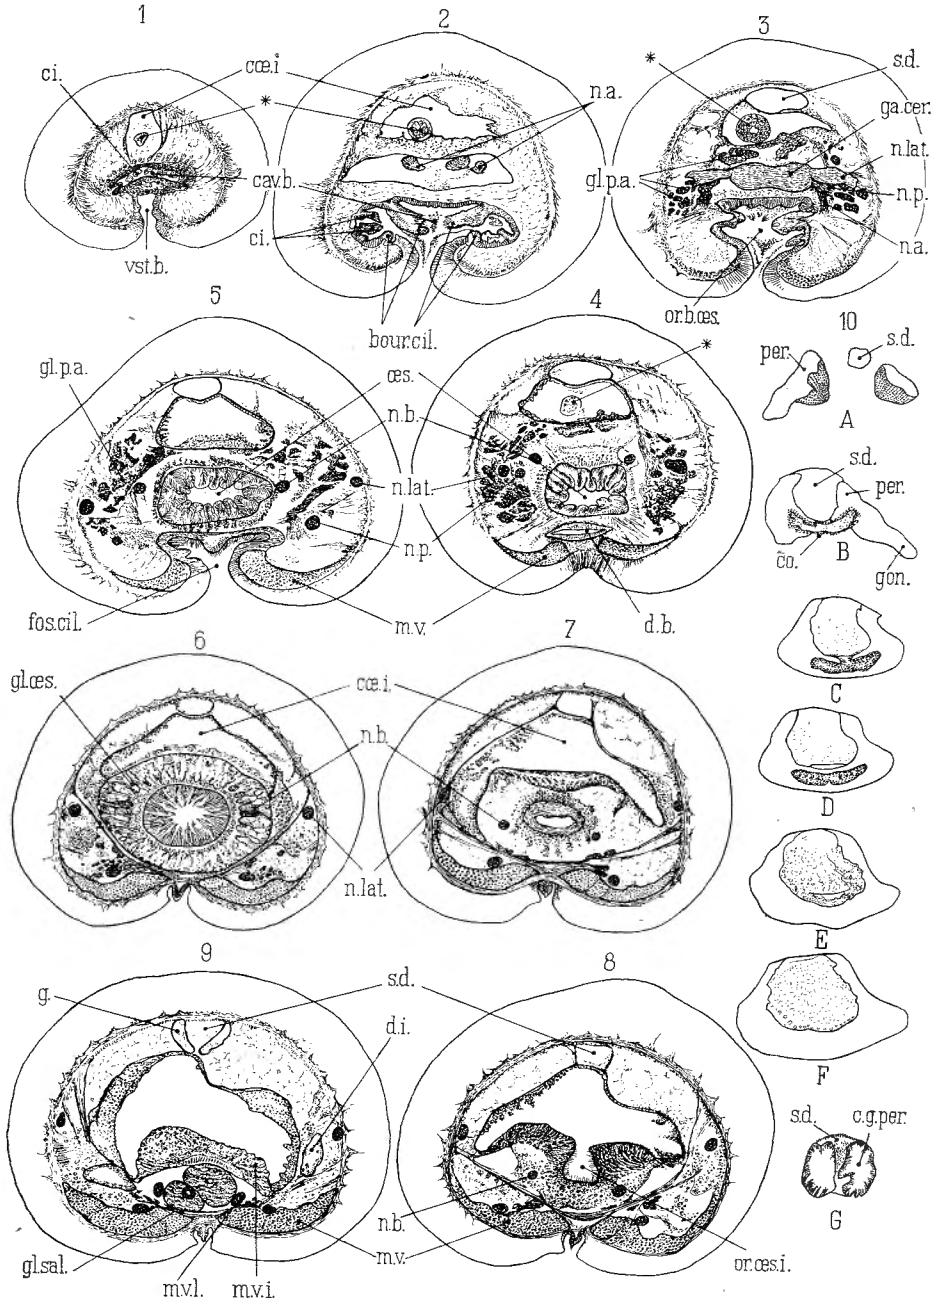 1
2
3
ci.
cœ.i
*
n.a.
*
s.d.
ga.cer.
n.lat.
gl.p.a.
n.p.
cav.b.
ci.
n.a.
vst.b.
or.b.œs.
bour.cil.
5
4
10
*
s.d.
per.
gl.p.a.
œs.
n.b.
A
n.lat.
s.d.
per.
n.p.
co.
B
gon.
fos.cil.
m.v.
d.b.
6
7
C
gl.œs.
cœ.i.
n.b.
D
n.lat.
E
9
8
g.
s.d.
d.i.
F
s.d.
c.g.per.
n.b.
m.v.
G
gl.sal.
m.v.l.
m.v.i.
or.œs.i.